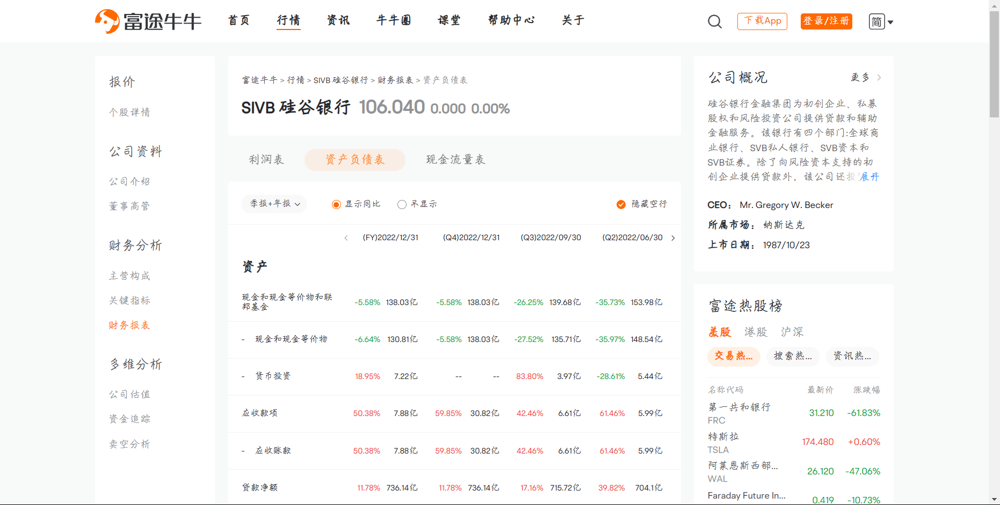 富途牛牛
首页 行情 资讯 牛牛圈 课堂 帮助中心 关于
下载App 登录/注册 简
报价
个股详情
公司资料
公司介绍
董事高管
财务分析
主营构成
关键指标
财务报表
多维分析
公司估值
资金追踪
卖空分析
富途牛牛 > 行情 > SIVB 硅谷银行 > 财务报表 > 资产负债表
SIVB 硅谷银行 106.040 0.000 0.00%
利润表 资产负债表 现金流量表
季报+年报 显示同比 不显示 隐藏空行
(FY)2022/12/31 (Q4)2022/12/31 (Q3)2022/09/30 (Q2)2022/06/30
资产
现金和现金等价物和联
邦基金
-5.58% 138.03亿 -5.58% 138.03亿 -26.25% 139.68亿 -35.73% 153.98亿
- 现金和现金等价物 -6.64% 130.81亿 -5.58% 138.03亿 -27.52% 135.71亿 -35.97% 148.54亿
- 货币投资 18.95% 7.22亿 -- -- 83.80% 3.97亿 -28.61% 5.44亿
应收款项 50.38% 7.88亿 59.85% 30.82亿 42.46% 6.61亿 61.46% 5.99亿
- 应收账款 50.38% 7.88亿 59.85% 30.82亿 42.46% 6.61亿 61.46% 5.99亿
贷款净额 11.78% 736.14亿 11.78% 736.14亿 17.16% 715.72亿 39.82% 704.1亿
公司概况 更多
硅谷银行金融集团为初创企业、私募
股权和风险投资公司提供贷款和辅助
金融服务。该银行有四个部门:全球商
业银行、SVB私人银行、SVB资本和
SVB证券。除了向风险资本支持的初
创企业提供贷款外，该公司还投 展开
CEO： Mr. Gregory W. Becker
所属市场： 纳斯达克
上市日期： 1987/10/23
富途热股榜
美股 港股 沪深
交易热... 搜索热... 资讯热...
名称代码 最新价 涨跌幅
第一共和银行
FRC
31.210 -61.83%
特斯拉
TSLA
174.480 +0.60%
阿莱恩斯西部...
WAL
26.120 -47.06%
Faraday Future In...
0.419 -10.73%